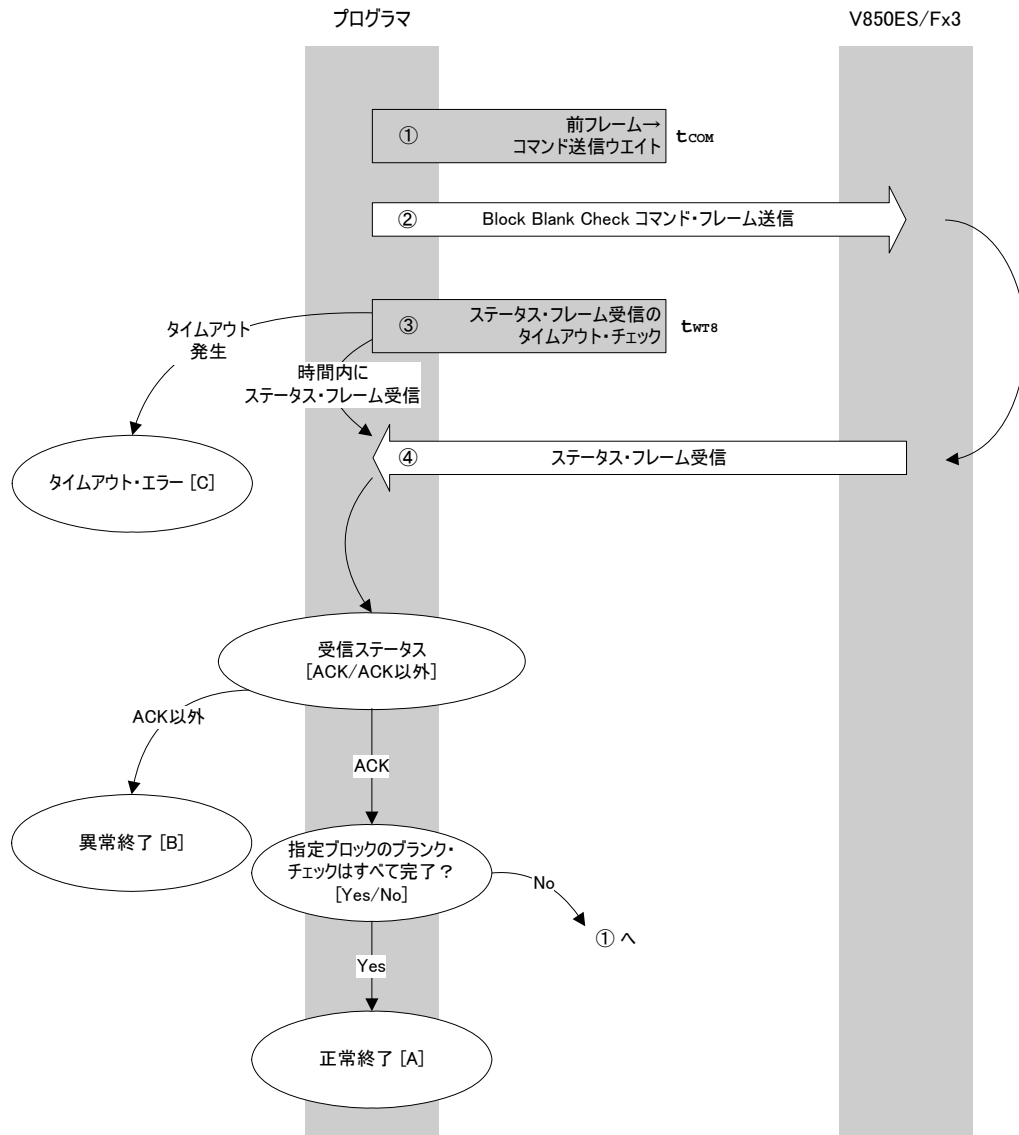 プログラマ
V850ES/Fx3
① 前フレーム→
コマンド送信ウエイト
tCOM
② Block Blank Check コマンド・フレーム送信
③ ステータス・フレーム受信の
タイムアウト・チェック
tWT8
タイムアウト
発生
時間内に
ステータス・フレーム受信
④ ステータス・フレーム受信
タイムアウト・エラー [C]
受信ステータス
[ACK/ACK以外]
ACK以外
ACK
異常終了 [B]
指定ブロックのブランク・
チェックはすべて完了？
[Yes/No]
No
① へ
Yes
正常終了 [A]